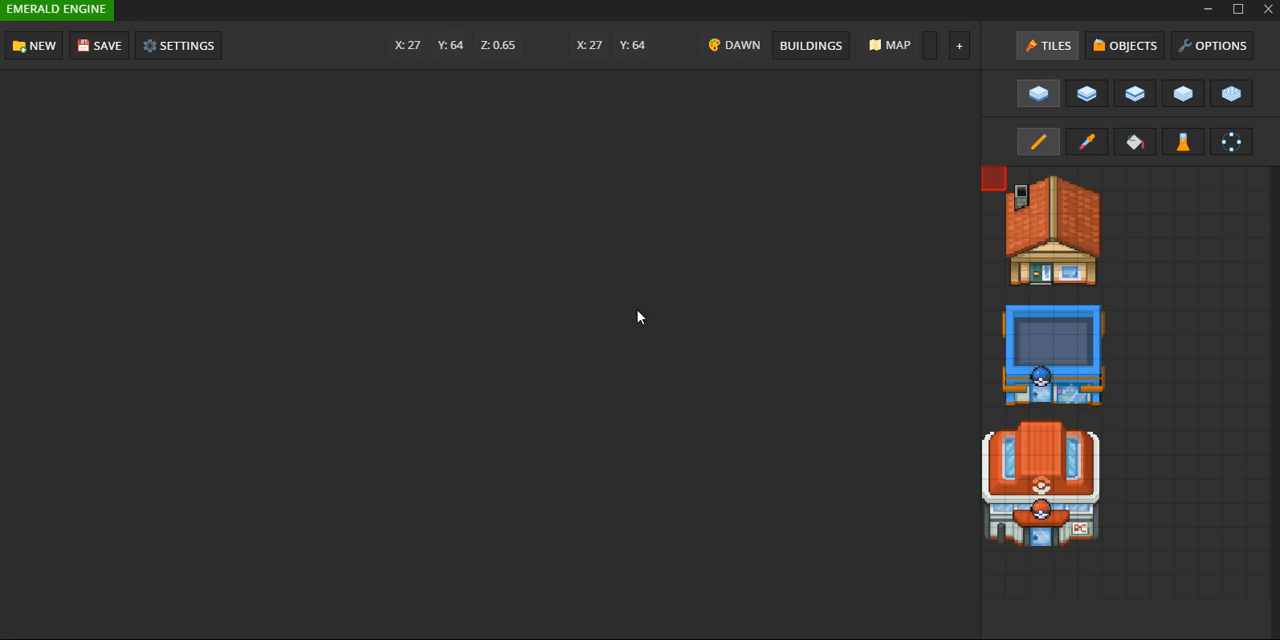 EMERALD ENGINE
NEW SAVE SETTINGS X: 27 Y: 64 Z: 0.65 X: 27 Y: 64 DAWN BUILDINGS MAP + TILES OBJECTS OPTIONS